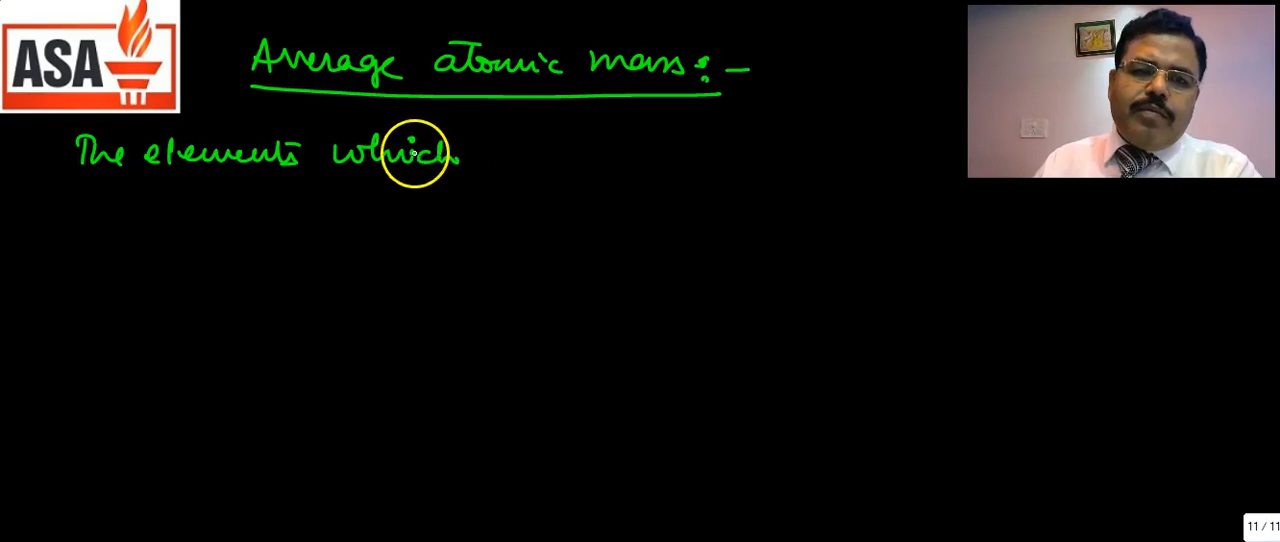 ASA
Average atomic mass :-
The elements which
11 / 11